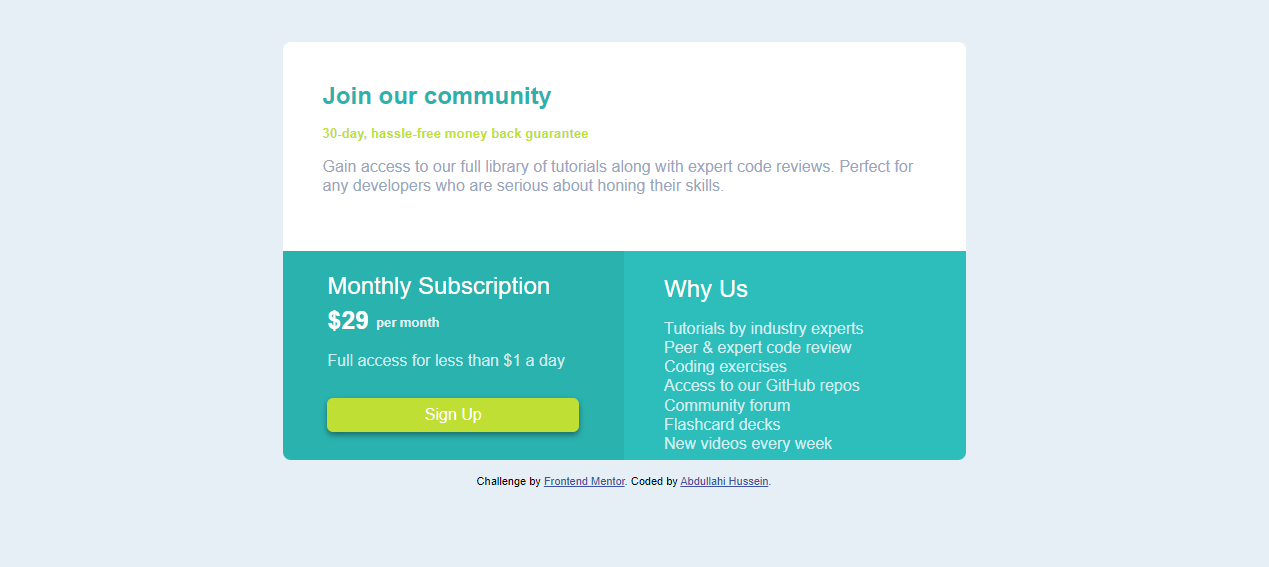 Join our community
30-day, hassle-free money back guarantee
Gain access to our full library of tutorials along with expert code reviews. Perfect for
any developers who are serious about honing their skills.
Monthly Subscription
$29 per month
Full access for less than $1 a day
Sign Up
Why Us
Tutorials by industry experts
Peer & expert code review
Coding exercises
Access to our GitHub repos
Community forum
Flashcard decks
New videos every week
Challenge by Frontend Mentor. Coded by Abdullahi Hussein.